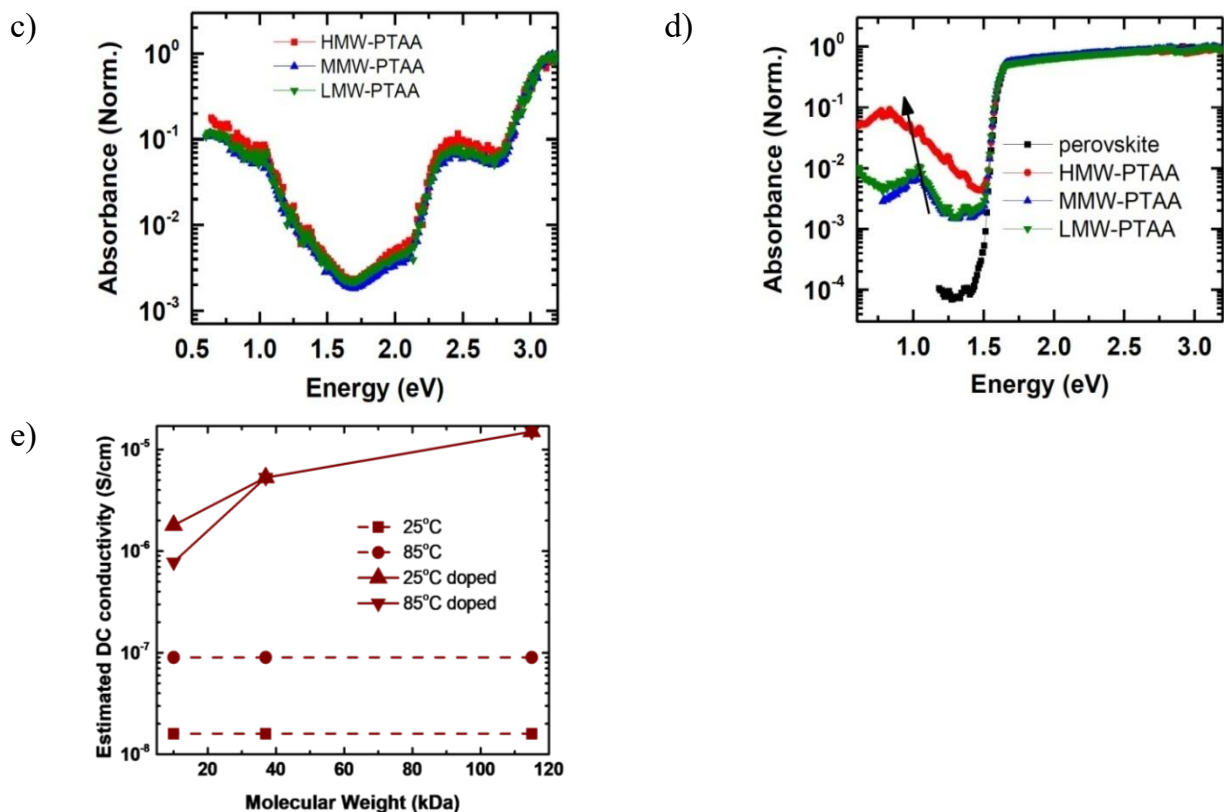 c)
Absorbance (Norm.)
10⁰
10⁻¹
10⁻²
10⁻³
HMW-PTAA
MMW-PTAA
LMW-PTAA
0.5 1.0 1.5 2.0 2.5 3.0
Energy (eV)
d)
Absorbance (Norm.)
10⁰
10⁻¹
10⁻²
10⁻³
10⁻⁴
perovskite
HMW-PTAA
MMW-PTAA
LMW-PTAA
1.0 1.5 2.0 2.5 3.0
Energy (eV)
e)
Estimated DC conductivity (S/cm)
10⁻⁵
10⁻⁶
10⁻⁷
10⁻⁸
25°C
85°C
25°C doped
85°C doped
20 40 60 80 100 120
Molecular Weight (kDa)